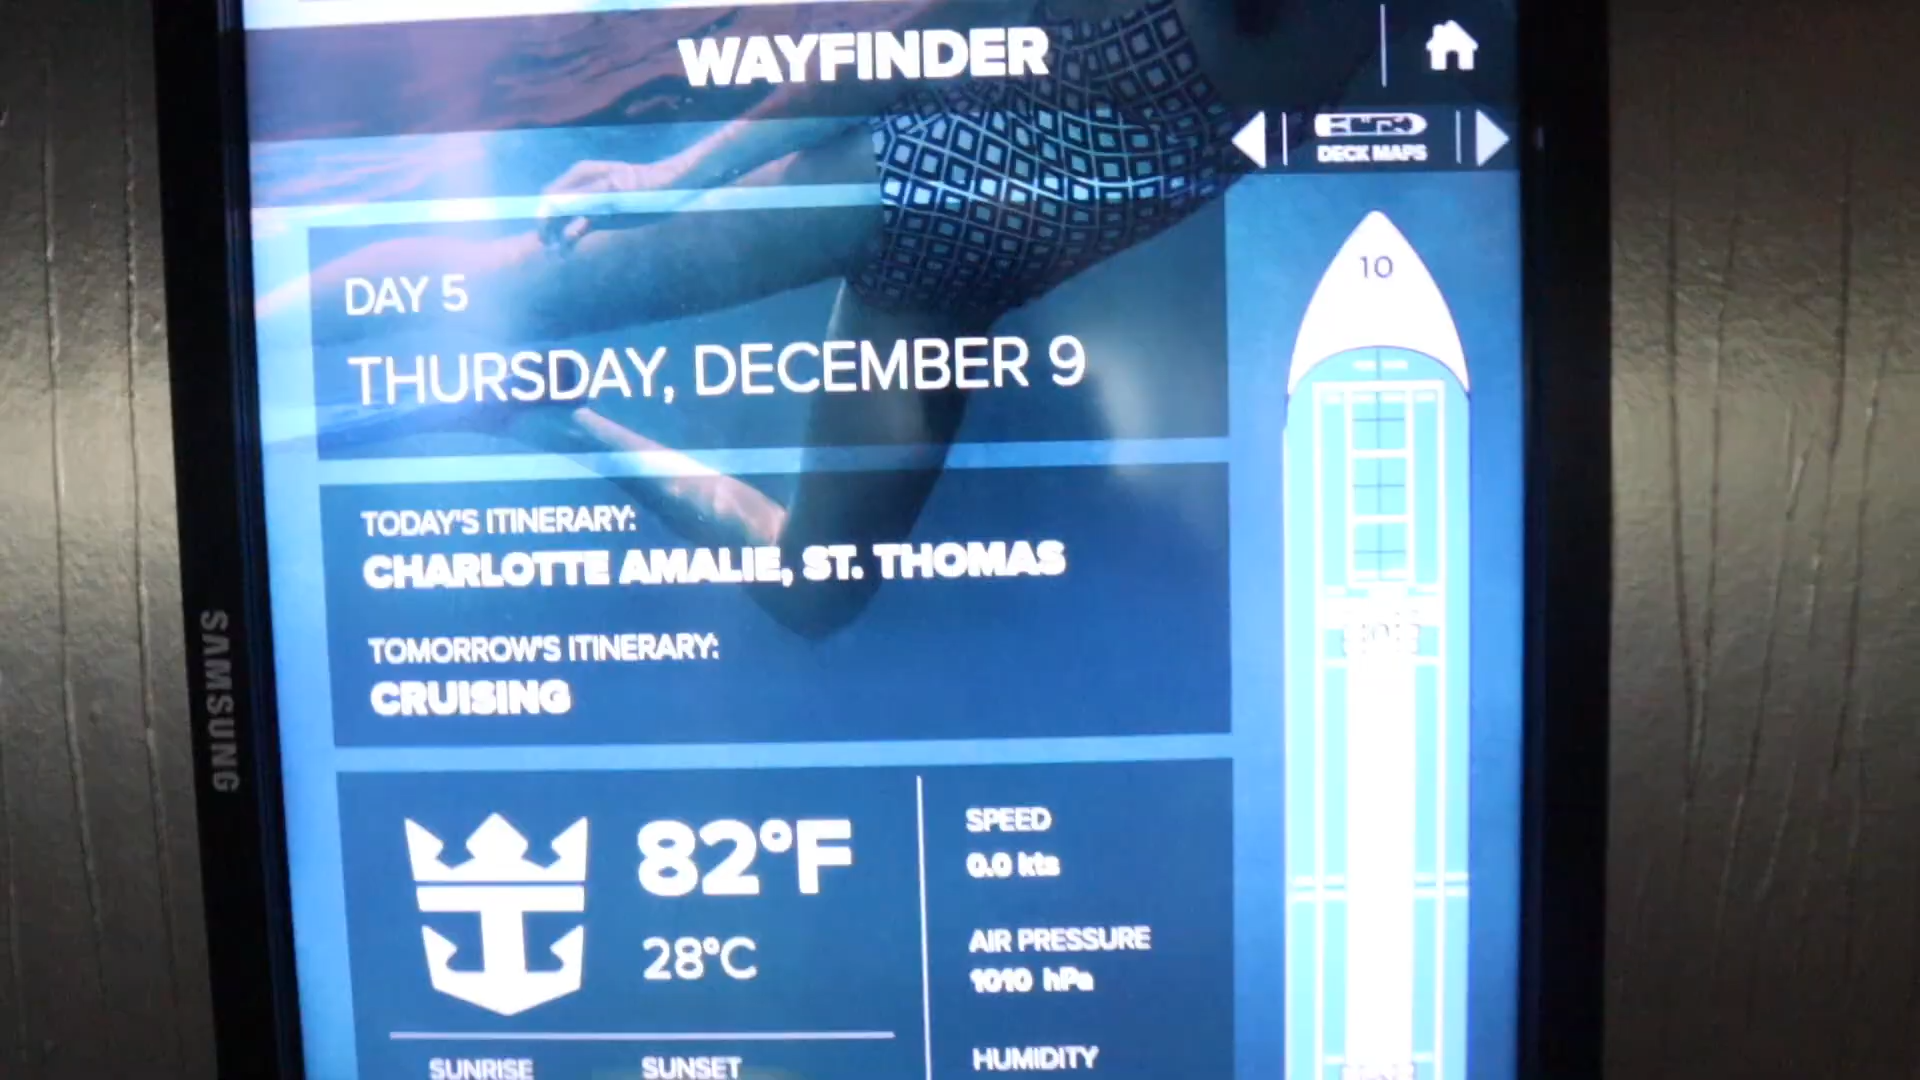 WAYFINDER
DECK MAPS
10
DAY 5
THURSDAY, DECEMBER 9
TODAY'S ITINERARY:
CHARLOTTE AMALIE, ST. THOMAS
TOMORROW'S ITINERARY:
CRUISING
82°F
28°C
SPEED
0.0 kts
AIR PRESSURE
1010 hPa
HUMIDITY
SUNRISE
SUNSET
SAMSUNG